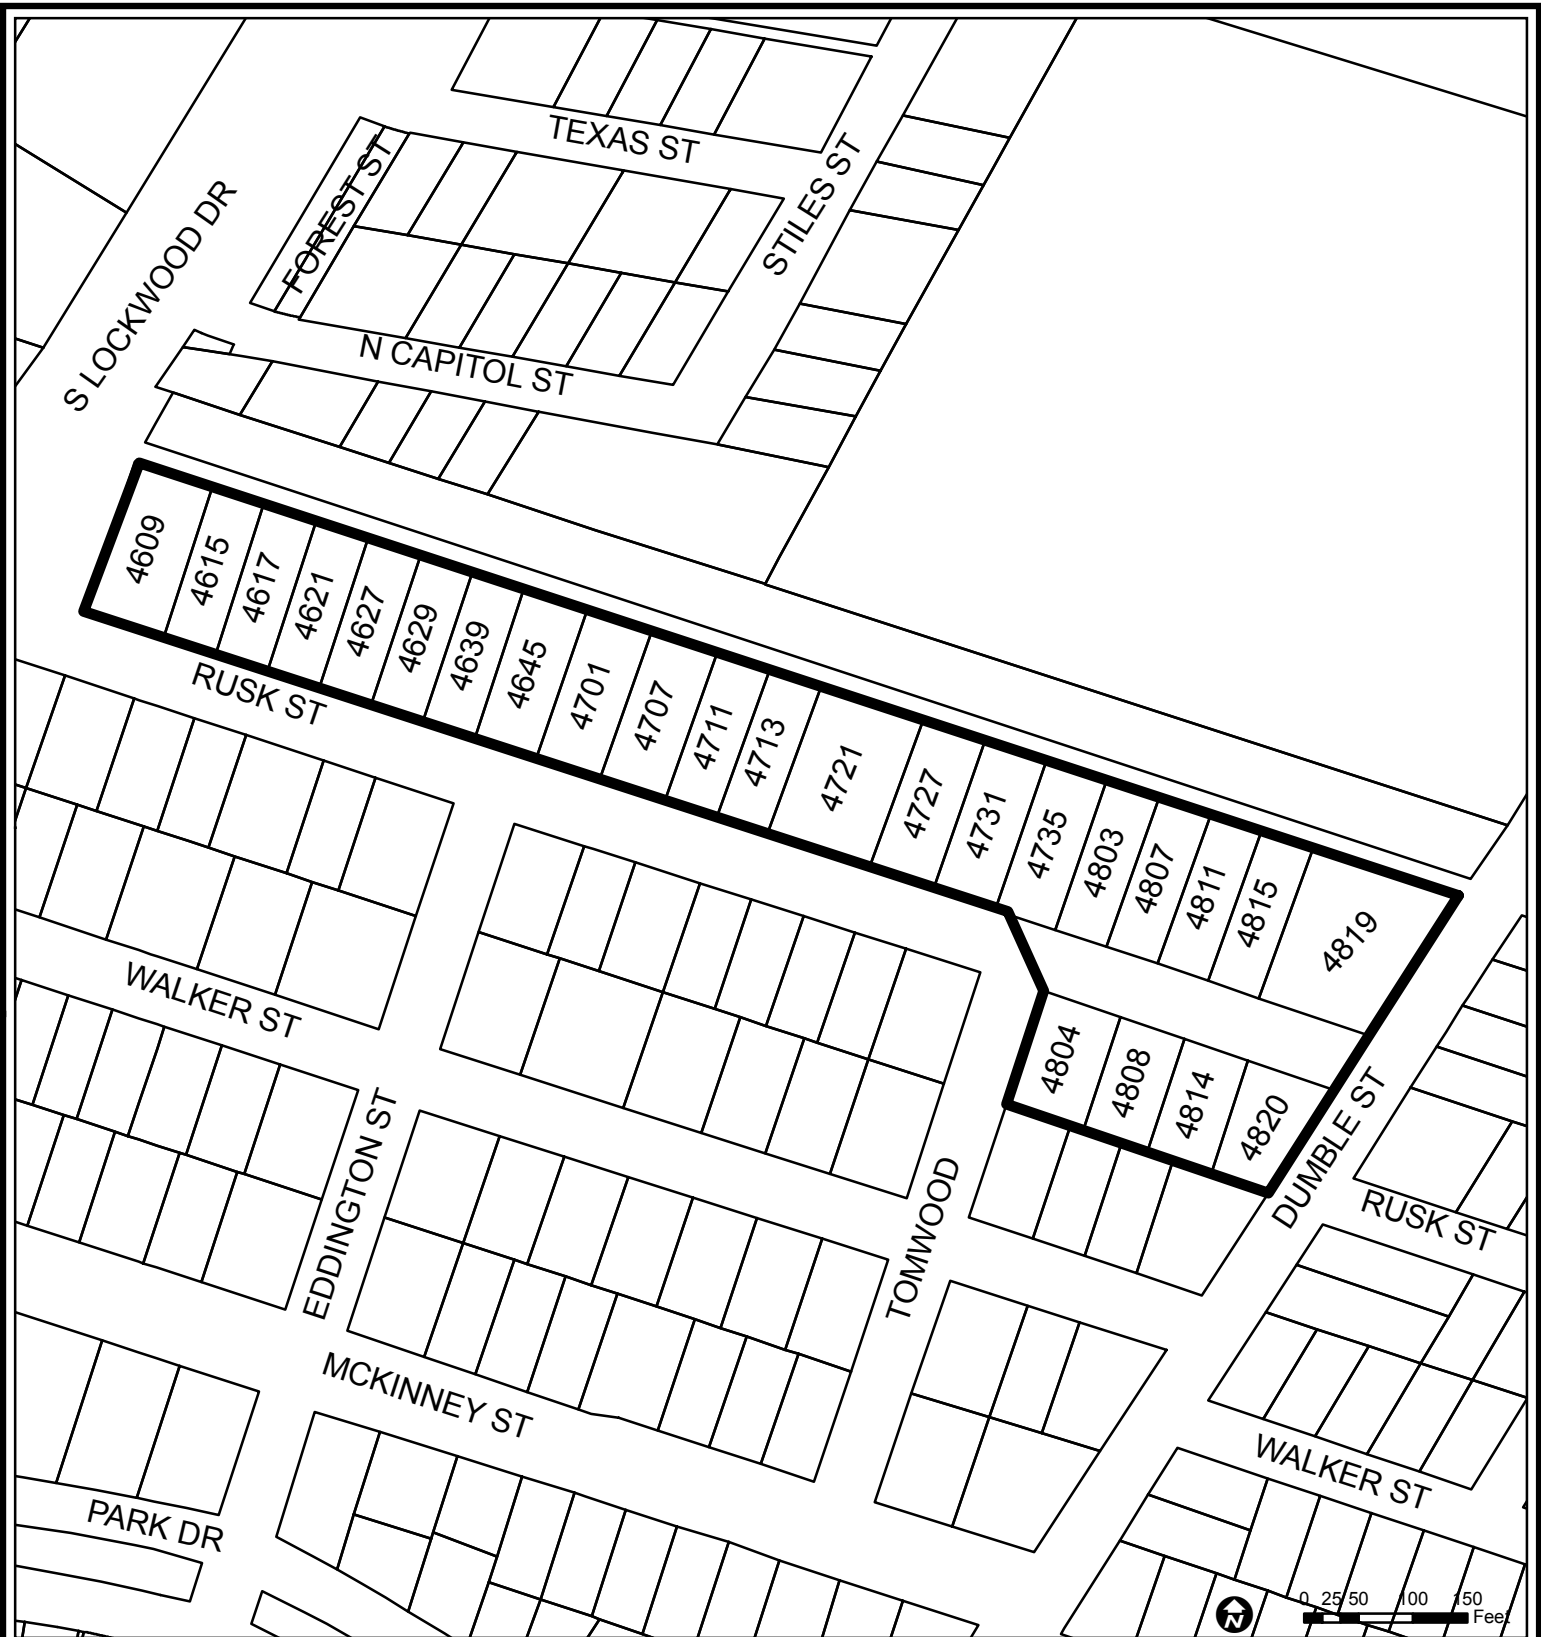 TEXAS ST
STILES ST
FOREST ST
S LOCKWOOD DR
N CAPITOL ST
4609
4615
4617
4621
4627
4629
4639
4645
4701
4707
4711
4713
4721
4727
4731
4735
4803
4807
4811
4815
4819
RUSK ST
4804
4808
4814
4820
WALKER ST
EDDINGTON ST
TOMWOOD
DUMBLE ST
RUSK ST
MCKINNEY ST
WALKER ST
PARK DR
N
0 25 50 100 150
Feet